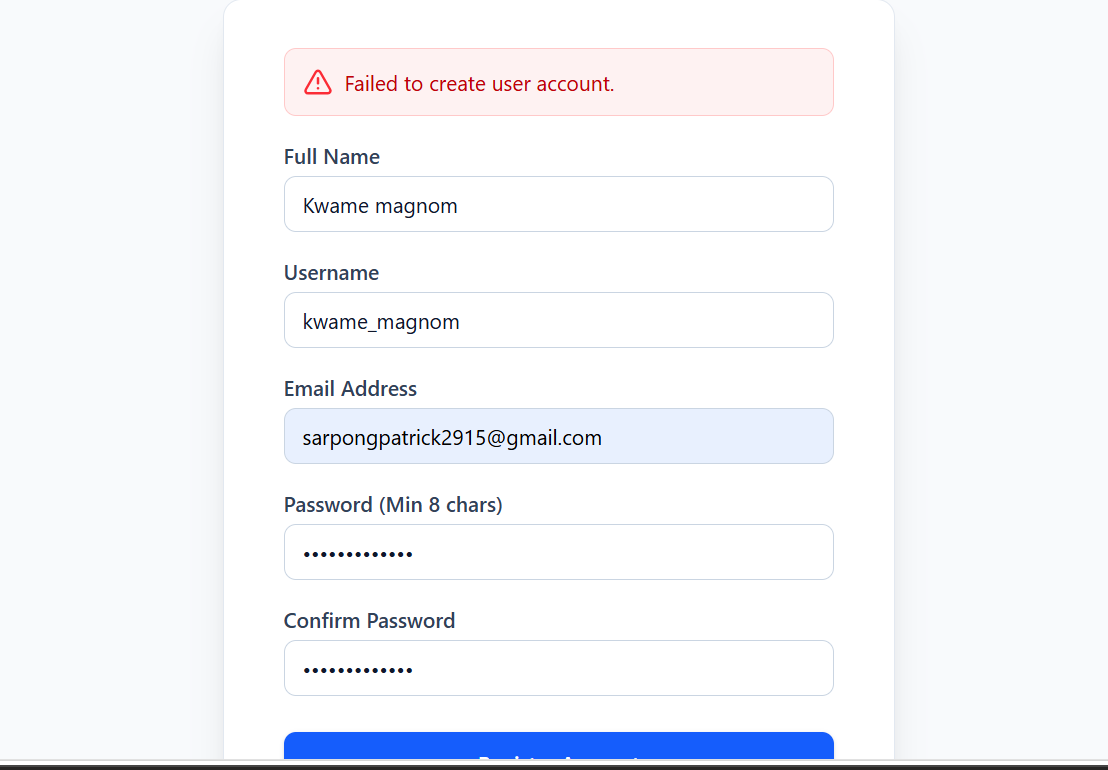 Failed to create user account.
Full Name
Kwame magnom
Username
kwame_magnom
Email Address
sarpongpatrick2915@gmail.com
Password (Min 8 chars)
•••••••••••••
Confirm Password
•••••••••••••